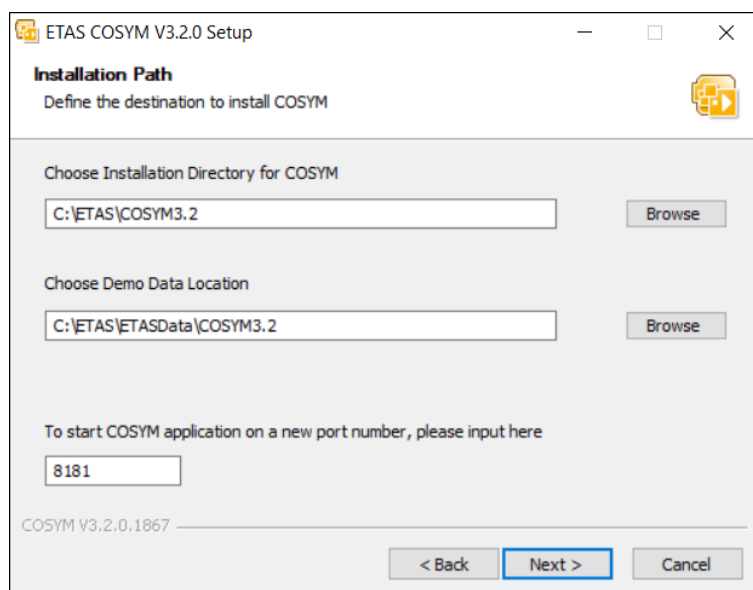 ETAS COSYM V3.2.0 Setup
Installation Path
Define the destination to install COSYM
Choose Installation Directory for COSYM
C:\ETAS\COSYM3.2
Browse
Choose Demo Data Location
C:\ETAS\ETASData\COSYM3.2
Browse
To start COSYM application on a new port number, please input here
8181
COSYM V3.2.0.1867
< Back Next > Cancel